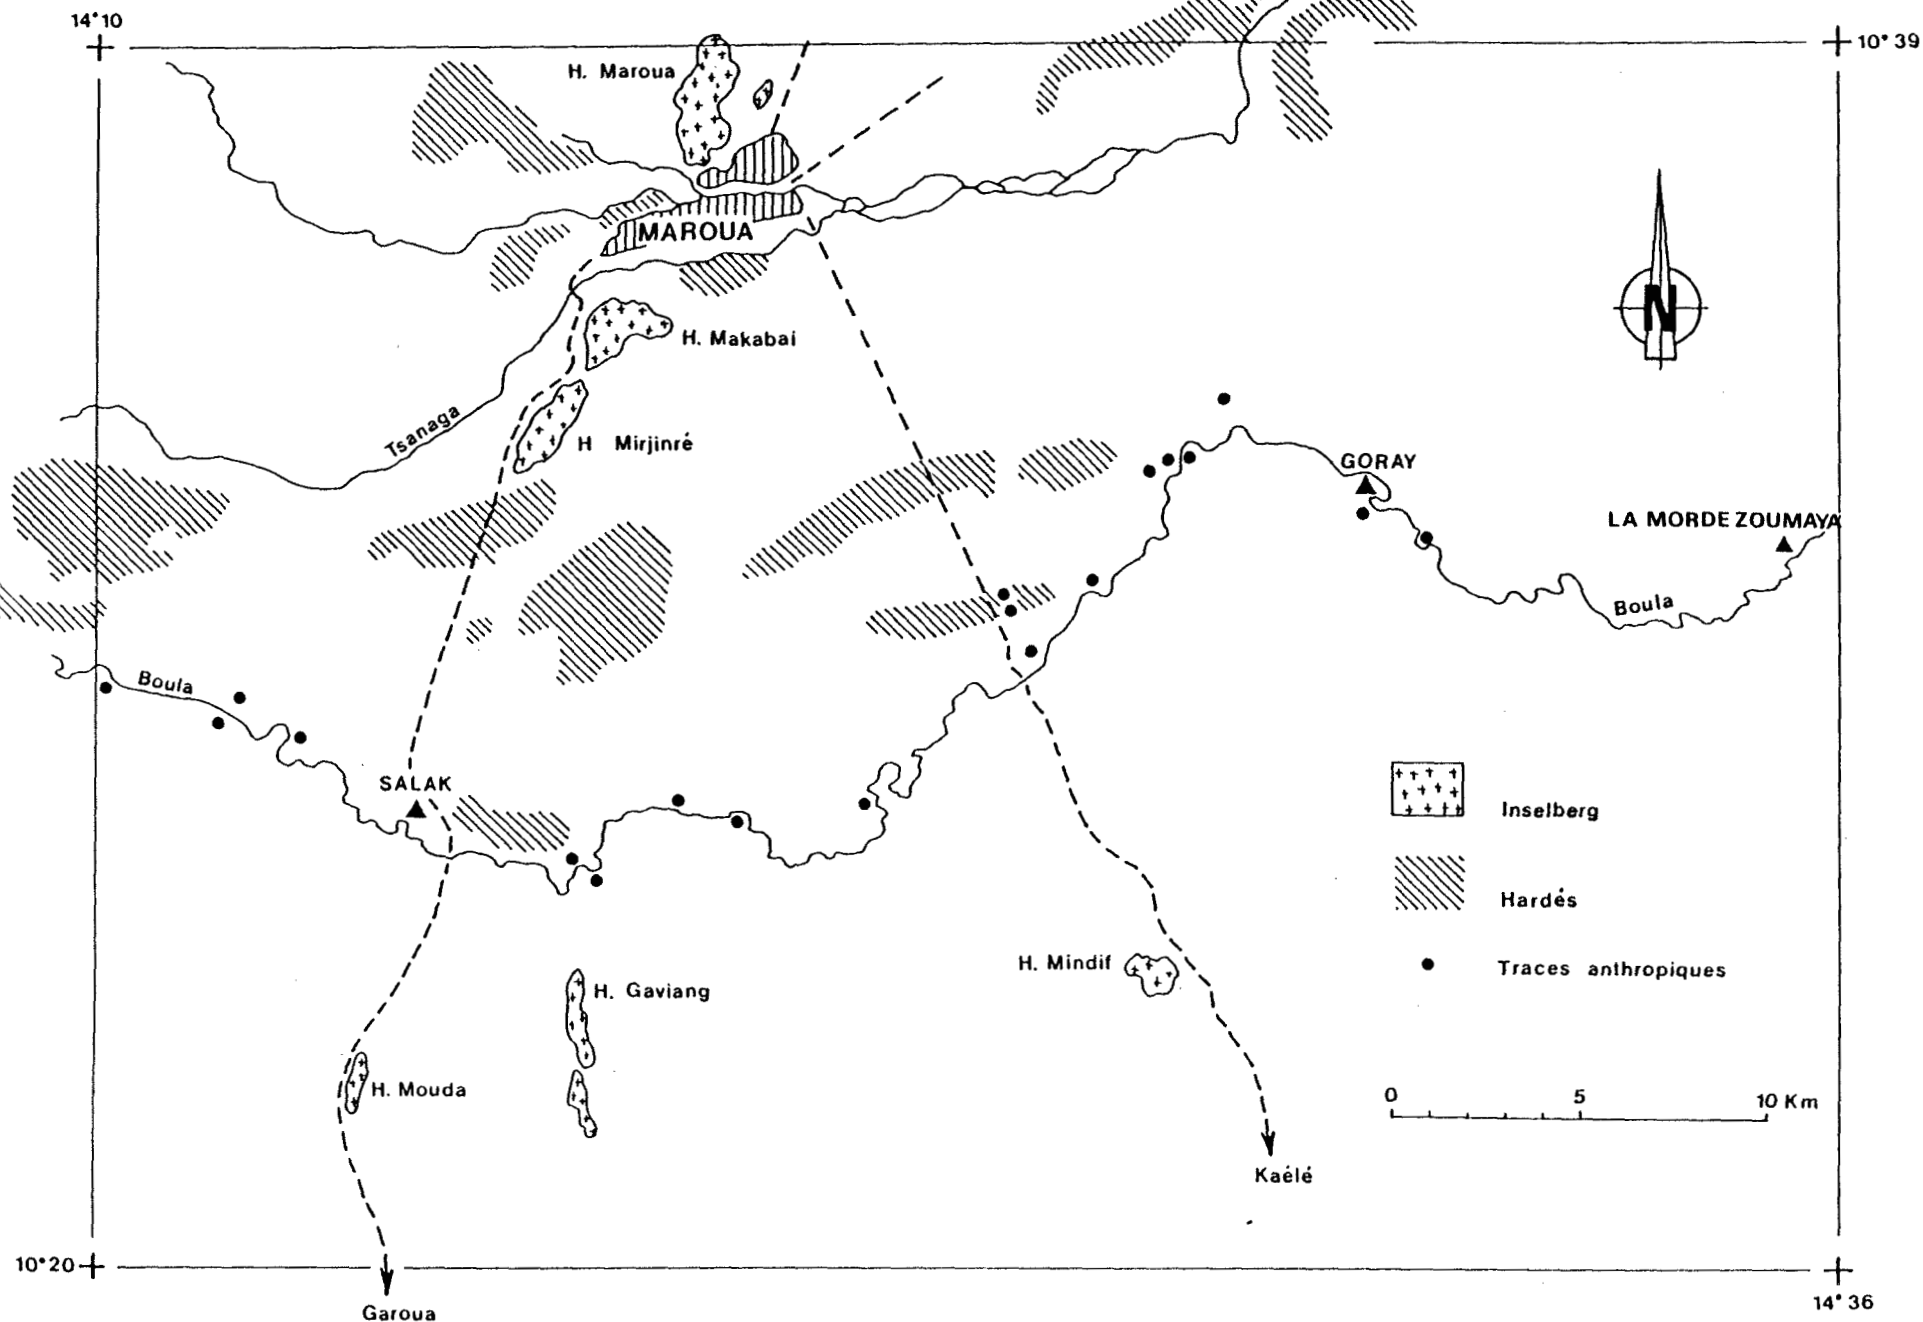 14° 10
10° 39
H. Maroua
MAROUA
N
H. Makabai
Tsanaga
H Mirjinré
GORAY
LA MORDE ZOUMAYA
Boula
Boula
SALAK
Inselberg
Hardés
Traces anthropiques
H. Mindif
H. Gaviang
H. Mouda
0 5 10 Km
Kaélé
10° 20
14° 36
Garoua